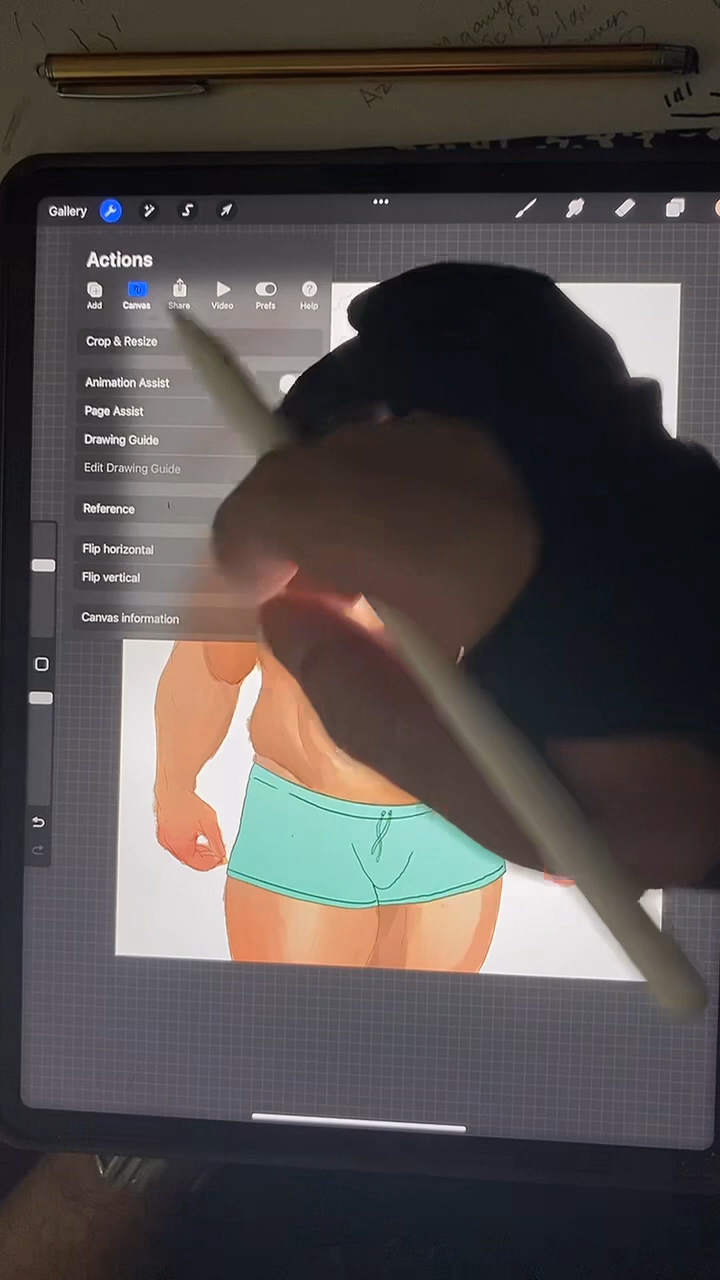 Gallery
Actions
Add Canvas Share Video Prefs Help
Crop & Resize
Animation Assist
Page Assist
Drawing Guide
Edit Drawing Guide
Reference
Flip horizontal
Flip vertical
Canvas information